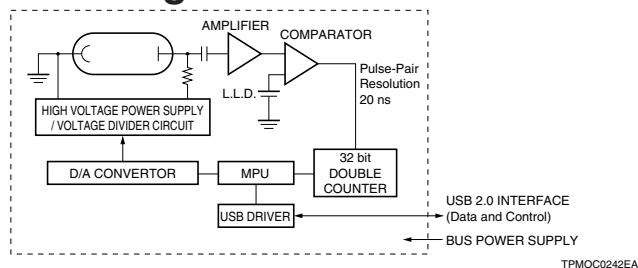 AMPLIFIER
COMPARATOR
Pulse-Pair
Resolution
20 ns
L.L.D.
HIGH VOLTAGE POWER SUPPLY
/ VOLTAGE DIVIDER CIRCUIT
D/A CONVERTOR
MPU
32 bit
DOUBLE
COUNTER
USB DRIVER
USB 2.0 INTERFACE
(Data and Control)
BUS POWER SUPPLY
TPMOC0242EA